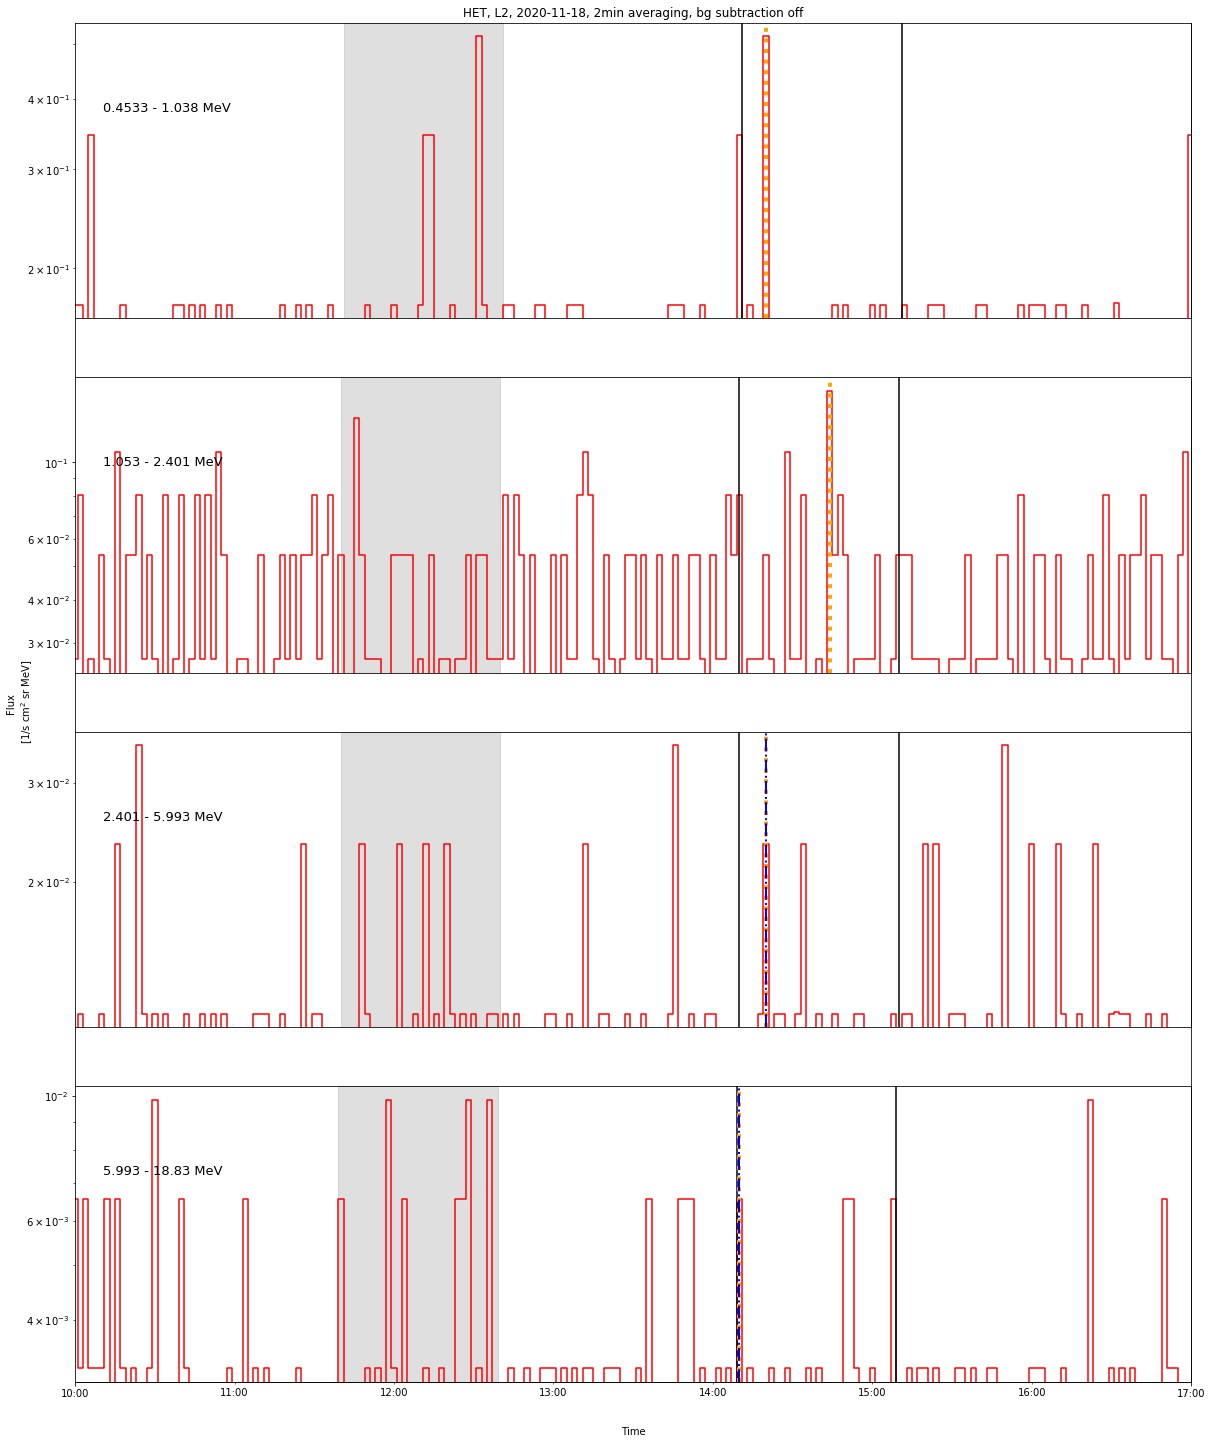 HET, L2, 2020-11-18, 2min averaging, bg subtraction off
4 × 10⁻¹
0.4533 - 1.038 MeV
3 × 10⁻¹
2 × 10⁻¹
10⁻¹
1.053 - 2.401 MeV
6 × 10⁻²
4 × 10⁻²
3 × 10⁻²
Flux
[1/s cm² sr MeV]
3 × 10⁻²
2.401 - 5.993 MeV
2 × 10⁻²
10⁻²
5.993 - 18.83 MeV
6 × 10⁻³
4 × 10⁻³
10:00 11:00 12:00 13:00 14:00 15:00 16:00 17:00
Time